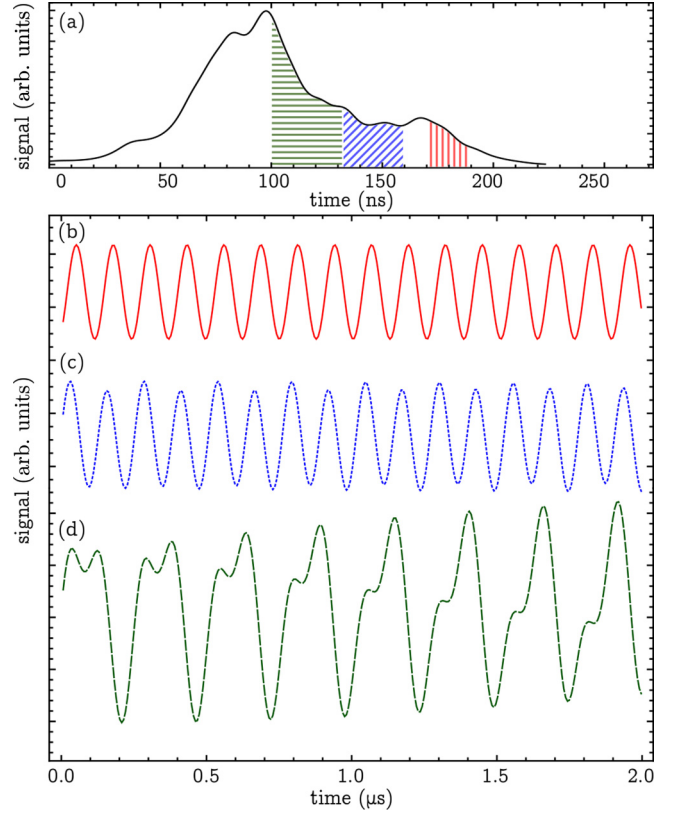 (a)
signal (arb. units)
0 50 100 150 200 250
time (ns)
(b)
(c)
signal (arb. units)
(d)
0.0 0.5 1.0 1.5 2.0
time (μs)